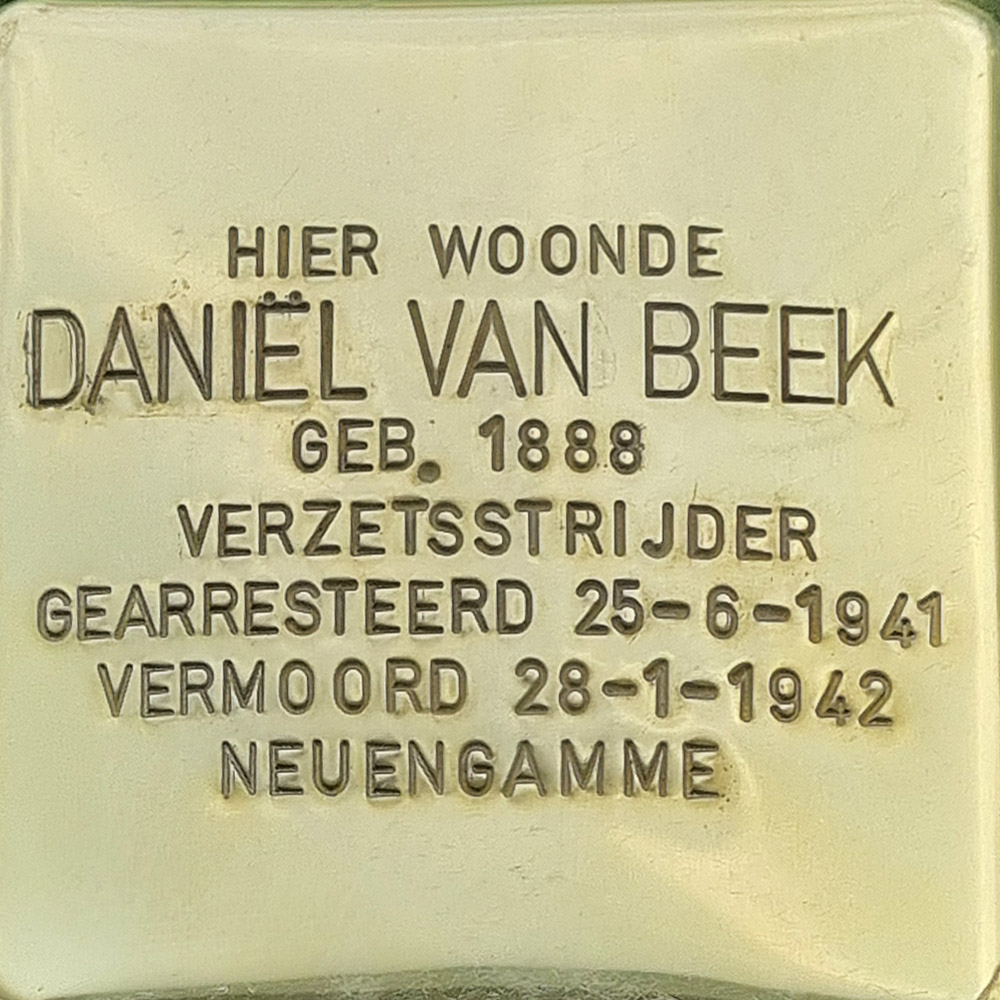 HIER WOONDE
DANIËL VAN BEEK
GEB. 1888
VERZETSSTRIJDER
GEARRESTEERD 25-6-1941
VERMOORD 28-1-1942
NEUENGAMME